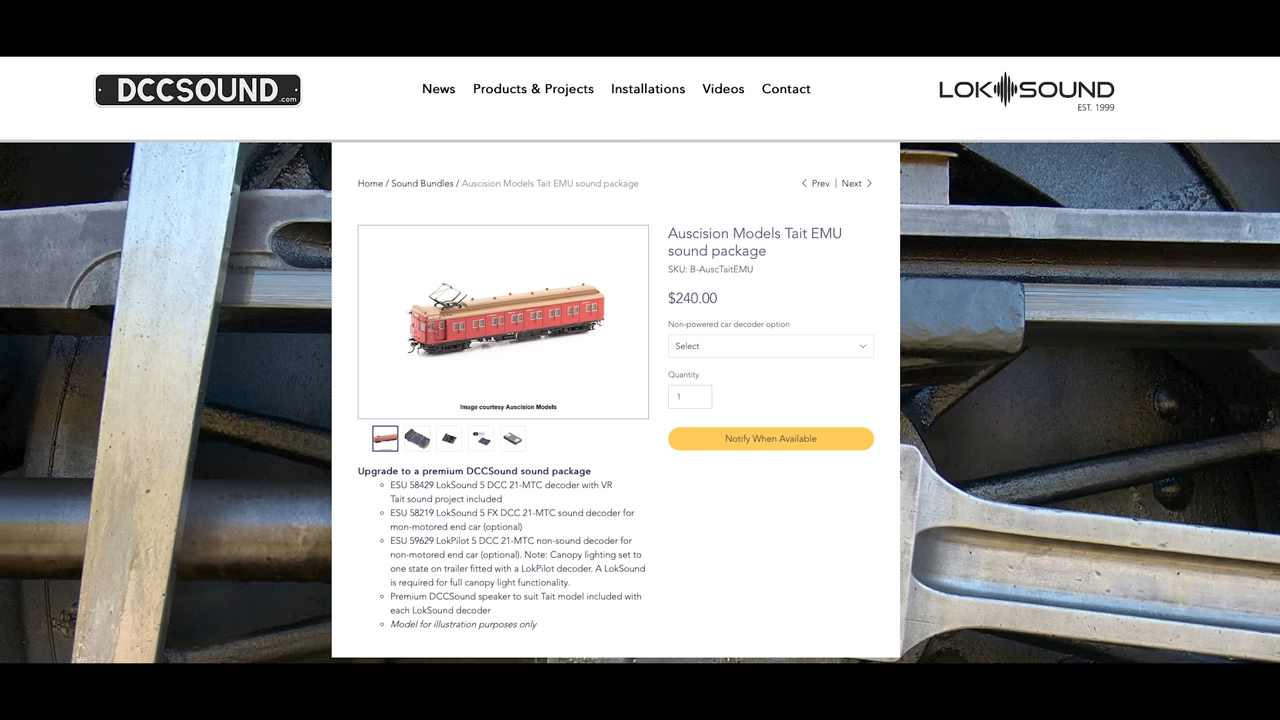 DCCSOUND.com
News Products & Projects Installations Videos Contact
LOKSOUND
EST. 1999
Home / Sound Bundles / Auscision Models Tait EMU sound package
Prev | Next
Auscision Models Tait EMU
sound package
SKU: B-AuscTaitEMU
$240.00
Non-powered car decoder option
Select
Quantity
1
Notify When Available
Image courtesy Auscision Models
Upgrade to a premium DCCSound sound package
ESU 58429 LokSound 5 DCC 21-MTC decoder with VR
Tait sound project included
ESU 58219 LokSound 5 FX DCC 21-MTC sound decoder for
mon-motored end car (optional)
ESU 59629 LokPilot 5 DCC 21-MTC non-sound decoder for
non-motored end car (optional). Note: Canopy lighting set to
one state on trailer fitted with a LokPilot decoder. A LokSound
is required for full canopy light functionality.
Premium DCCSound speaker to suit Tait model included with
each LokSound decoder
Model for illustration purposes only